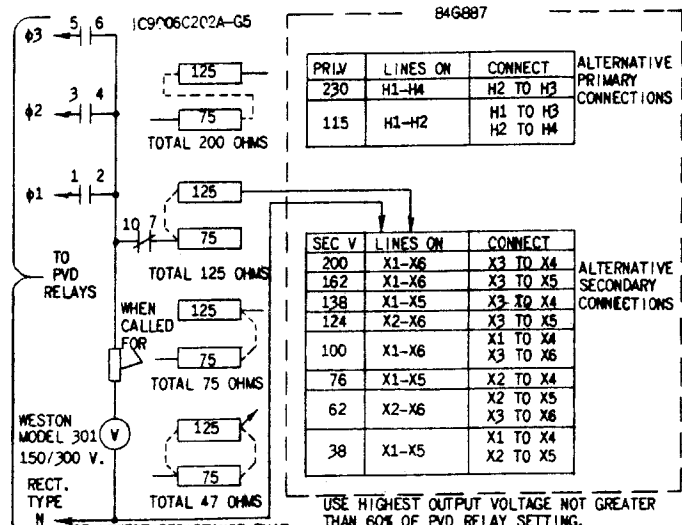 84G887
φ3 5 6 IC9006C202A-G5
125
75
TOTAL 200 OHMS
φ2 3 4
φ1 1 2
10 7
125
75
TOTAL 125 OHMS
TO
PVD
RELAYS
WHEN
CALLED
FOR
125
75
TOTAL 75 OHMS
WESTON
MODEL 301
150/300 V.
V
RECT.
TYPE
N
125
75
TOTAL 47 OHMS
PRI.V LINES ON CONNECT
230 H1-H4 H2 TO H3
115 H1-H2 H1 TO H3
H2 TO H4
ALTERNATIVE
PRIMARY
CONNECTIONS
SEC V LINES ON CONNECT
200 X1-X6 X3 TO X4
162 X1-X6 X3 TO X5
138 X1-X5 X3 TO X4
124 X2-X6 X3 TO X5
100 X1-X6 X1 TO X4
X3 TO X6
76 X1-X5 X2 TO X4
62 X2-X6 X2 TO X5
X3 TO X6
38 X1-X5 X1 TO X4
X2 TO X5
ALTERNATIVE
SECONDARY
CONNECTIONS
USE HIGHEST OUTPUT VOLTAGE NOT GREATER
THAN 60% OF PVD RELAY SETTING.